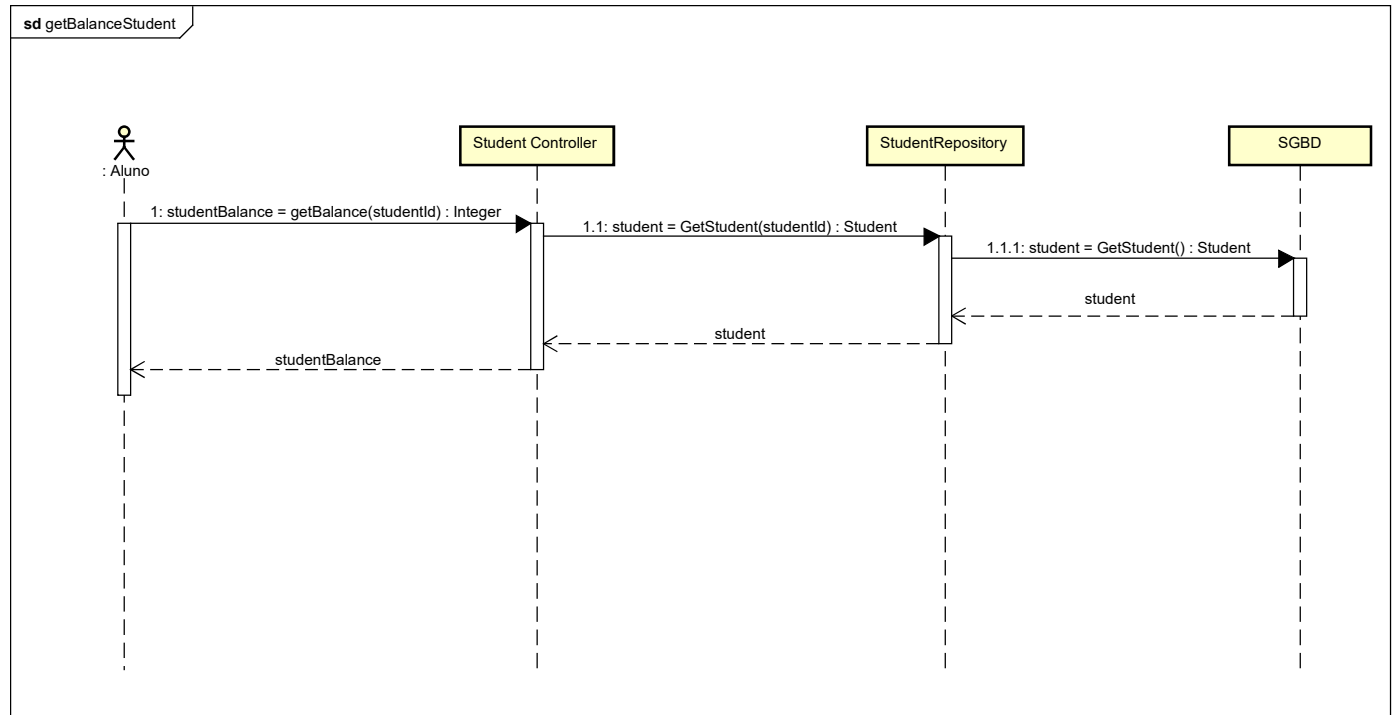 sd getBalanceStudent
Student Controller
StudentRepository
SGBD
: Aluno
1: studentBalance = getBalance(studentId) : Integer
1.1: student = GetStudent(studentId) : Student
1.1.1: student = GetStudent() : Student
student
student
studentBalance